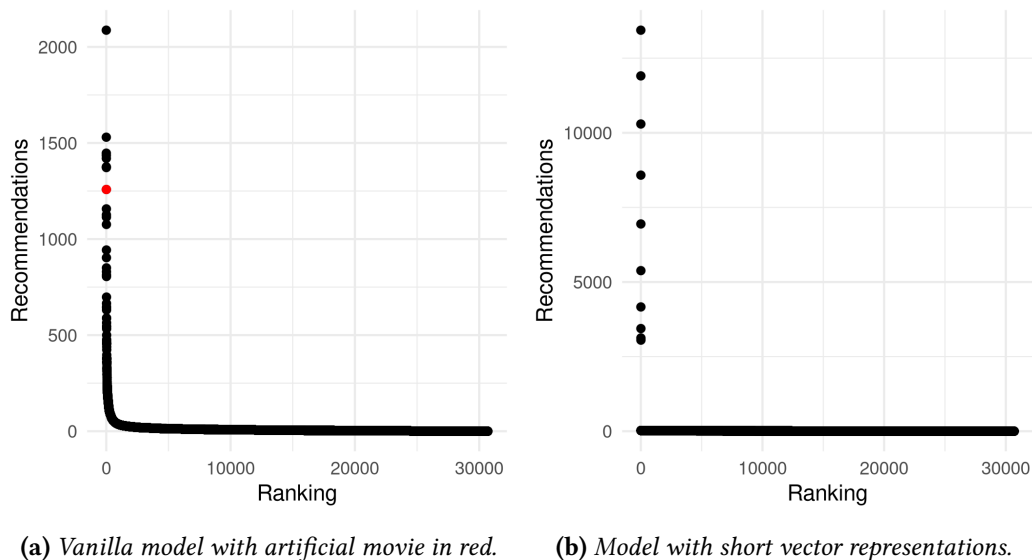 2000
1500
1000
500
0
Recommendations
0 10000 20000 30000
Ranking
(a) Vanilla model with artificial movie in red.
10000
5000
0
Recommendations
0 10000 20000 30000
Ranking
(b) Model with short vector representations.